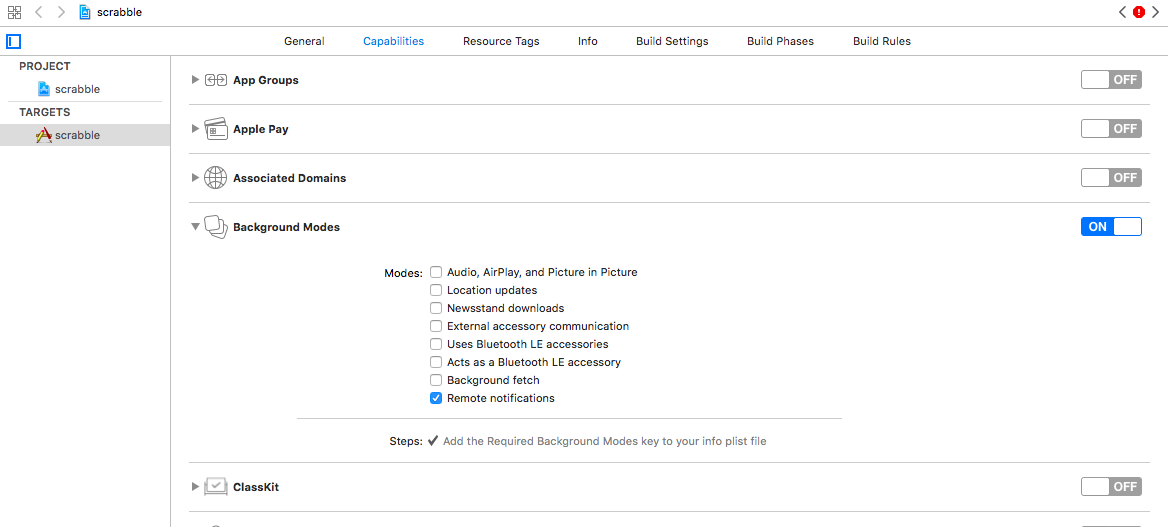 scrabble
General Capabilities Resource Tags Info Build Settings Build Phases Build Rules
PROJECT
scrabble
TARGETS
scrabble
App Groups OFF
Apple Pay OFF
Associated Domains OFF
Background Modes ON
Modes: Audio, AirPlay, and Picture in Picture
Location updates
Newsstand downloads
External accessory communication
Uses Bluetooth LE accessories
Acts as a Bluetooth LE accessory
Background fetch
Remote notifications
Steps: Add the Required Background Modes key to your info plist file
ClassKit OFF